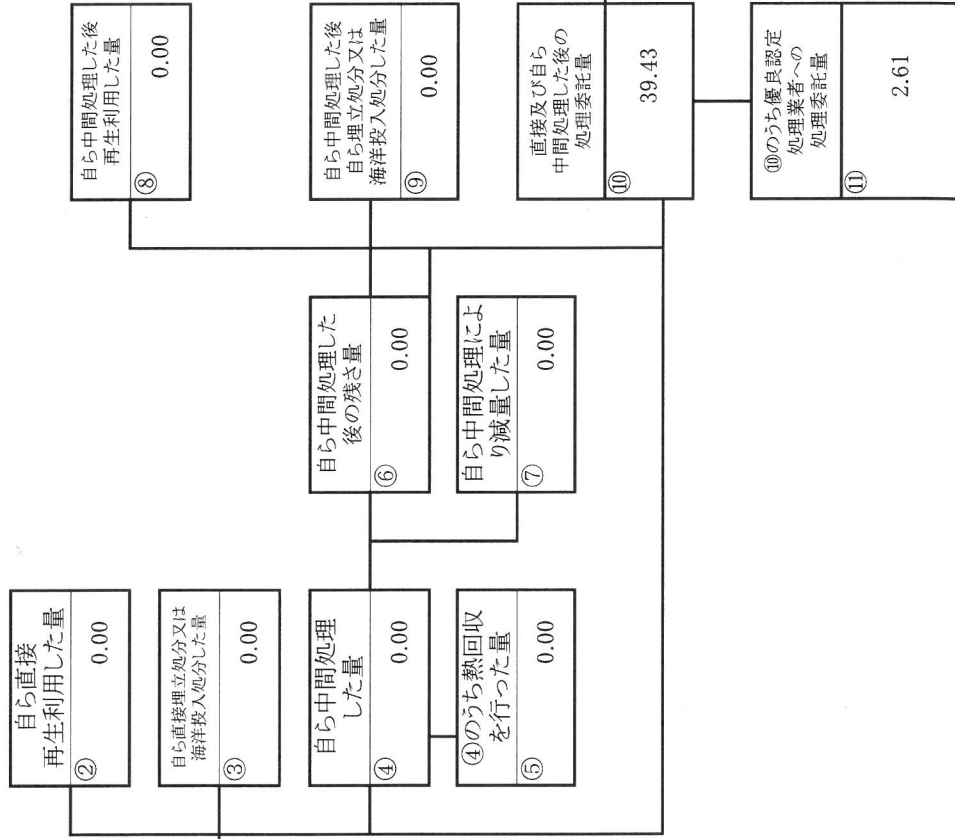 自ら直接
再生利用した量
②
0.00
自ら直接埋立処分又は
海洋投入処分した量
③
0.00
自ら中間処理
した量
④
0.00
④のうち熱回収
を行った量
⑤
0.00
自ら中間処理した
後の残さ量
⑥
0.00
自ら中間処理によ
り減量した量
⑦
0.00
自ら中間処理した後
再生利用した量
⑧
0.00
自ら中間処理した後
自ら埋立処分又は
海洋投入処分した量
⑨
0.00
直接及び自ら
中間処理した後の
処理委託量
⑩
39.43
⑩のうち優良認定
処理業者への
処理委託量
⑪
2.61